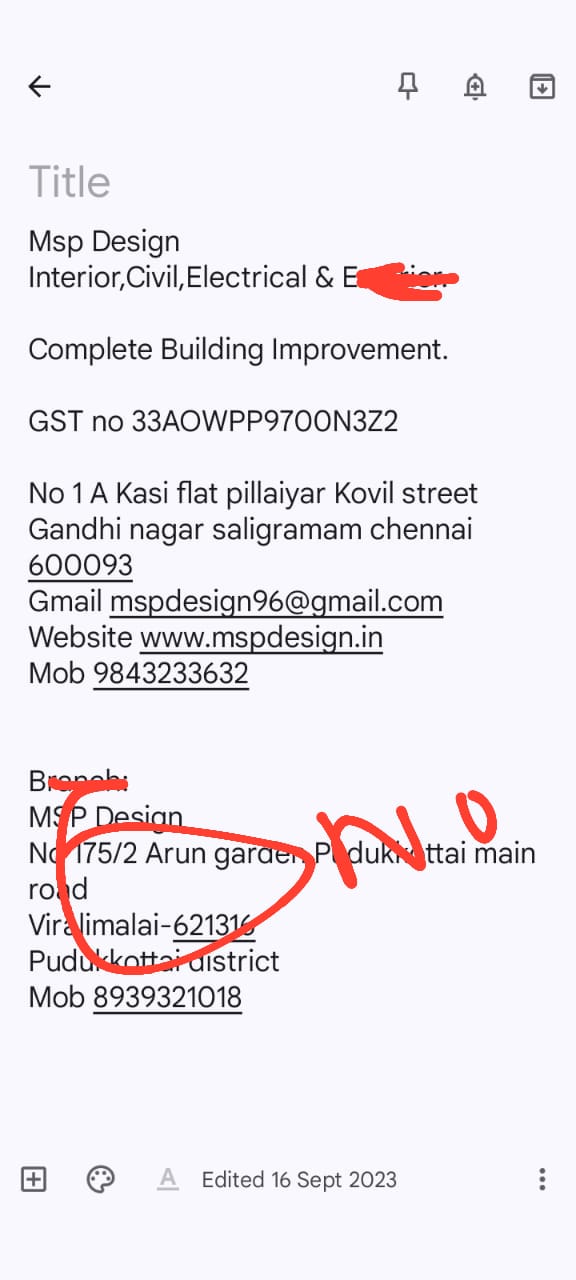 Title
Msp Design
Interior,Civil,Electrical &
Complete Building Improvement.
GST no 33AOWPP9700N3Z2
No 1 A Kasi flat pillaiyar Kovil street
Gandhi nagar saligramam chennai
600093
Gmail mspdesign96@gmail.com
Website www.mspdesign.in
Mob 9843233632
Branch:
MSP Design
No 175/2 Arun garden,Pudukkottai main
road
Viralimalai-621316
Pudukkottai district
Mob 8939321018
No
A Edited 16 Sept 2023